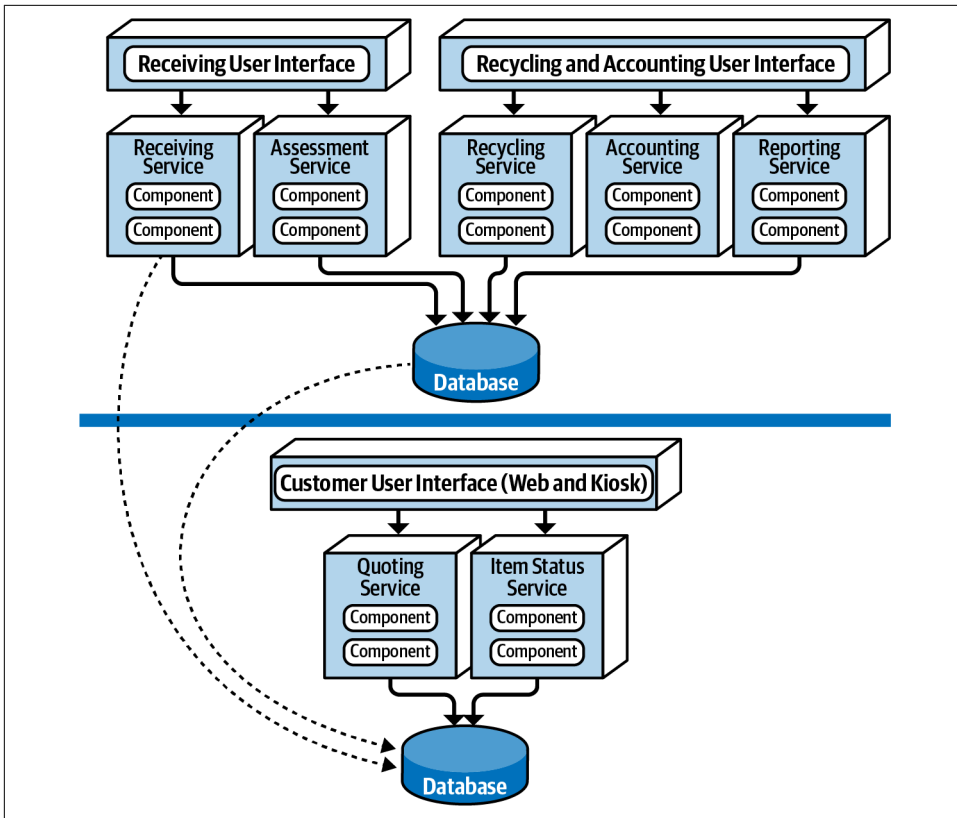 Receiving User Interface
Recycling and Accounting User Interface
Receiving
Service
Component
Component
Assessment
Service
Component
Component
Recycling
Service
Component
Component
Accounting
Service
Component
Component
Reporting
Service
Component
Component
Database
Customer User Interface (Web and Kiosk)
Quoting
Service
Component
Component
Item Status
Service
Component
Component
Database